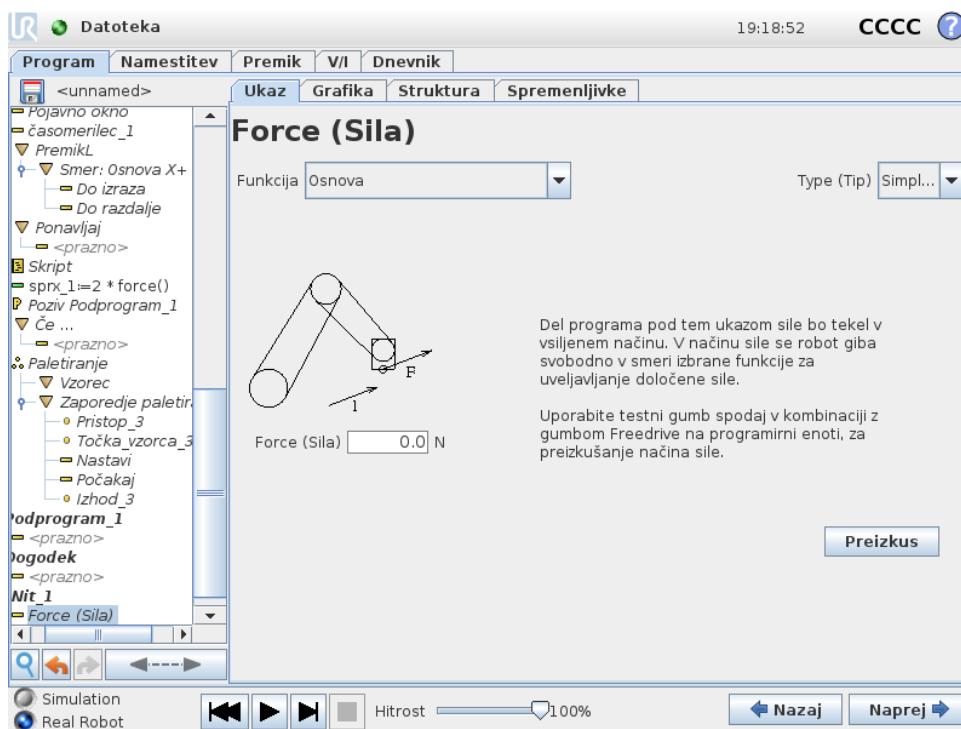 UR Datoteka 19:18:52 CCCC ?
Program Namestitev Premik V/I Dnevnik
<unnamed>
Ukaz Grafika Struktura Spremenljivke
Pojavno okno
časomerilec_1
PremikL
Smer: Osnova X+
Do izraza
Do razdalje
Ponavljaj
<prazno>
Skript
sprx_1:=2 * force()
P Poziv Podprogram_1
Če ...
<prazno>
Paletiranje
Vzorec
Zaporedje paletir
Pristop_3
Točka_vzorca_3
Nastavi
Počakaj
Izhod_3
Podprogram_1
<prazno>
Dogodek
<prazno>
Nit_1
Force (Sila)
Force (Sila)
Funkcija Osnova
Type (Tip) Simpl...
F
1
Force (Sila) 0.0 N
Del programa pod tem ukazom sile bo tekel v
vsiljenem načinu. V načinu sile se robot giba
svobodno v smeri izbrane funkcije za
uveljavljanje določene sile.
Uporabite testni gumb spodaj v kombinaciji z
gumbom Freedrive na programirni enoti, za
preizkušanje načina sile.
Preizkus
Simulation
Real Robot
Hitrost 100%
Nazaj
Naprej